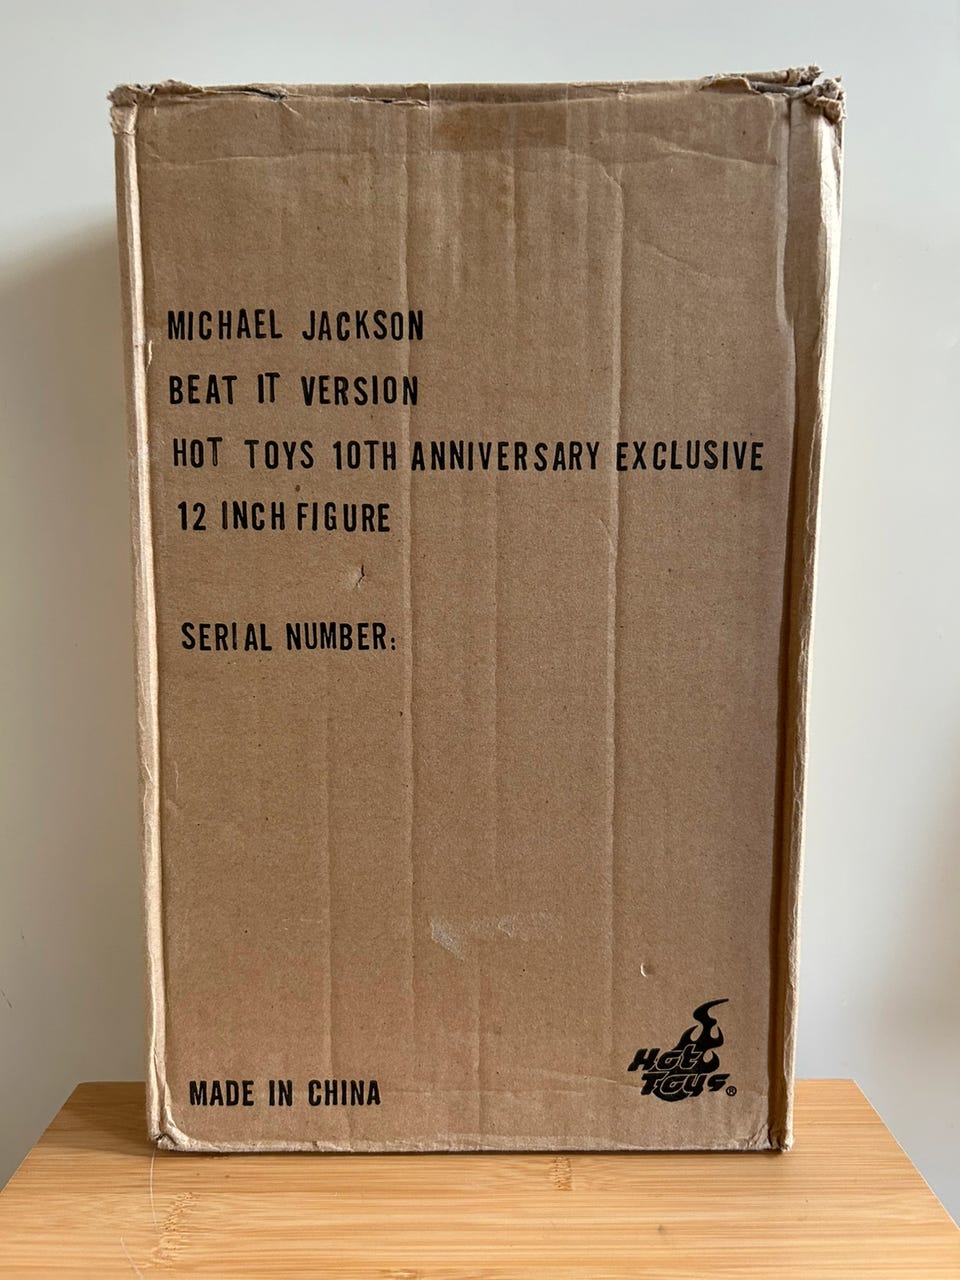 MICHAEL JACKSON
BEAT IT VERSION
HOT TOYS 10TH ANNIVERSARY EXCLUSIVE
12 INCH FIGURE
SERIAL NUMBER:
MADE IN CHINA
Hot
Toys®